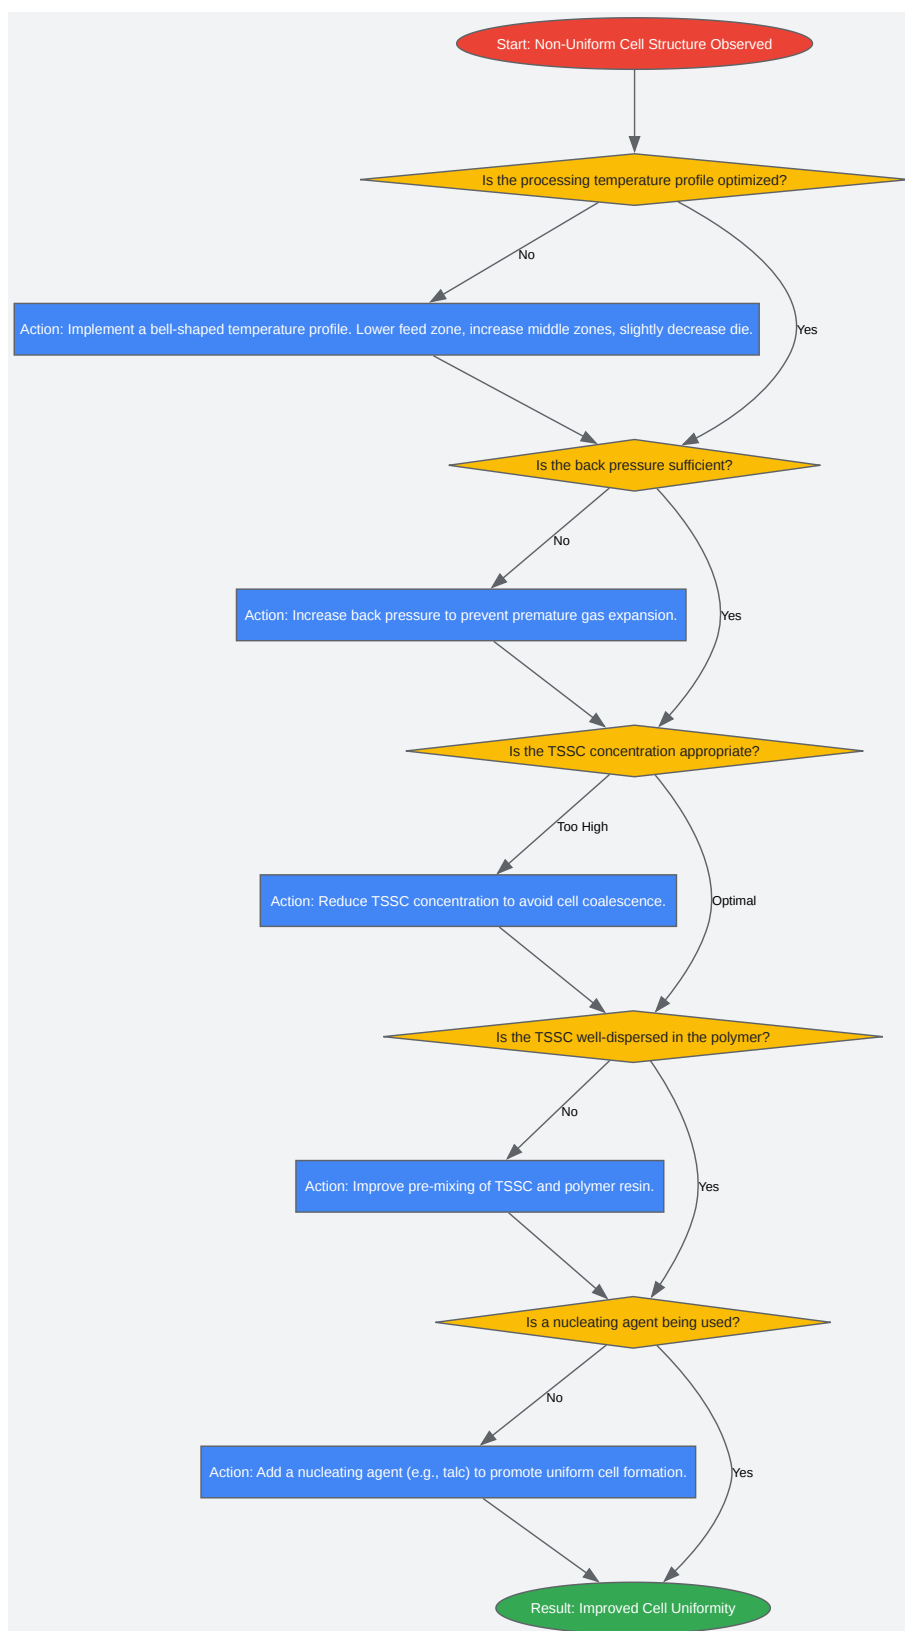 Start: Non-Uniform Cell Structure Observed
Is the processing temperature profile optimized?
No
Action: Implement a bell-shaped temperature profile. Lower feed zone, increase middle zones, slightly decrease die.
Yes
Is the back pressure sufficient?
No
Action: Increase back pressure to prevent premature gas expansion.
Yes
Is the TSSC concentration appropriate?
Too High
Action: Reduce TSSC concentration to avoid cell coalescence.
Optimal
Is the TSSC well-dispersed in the polymer?
No
Action: Improve pre-mixing of TSSC and polymer resin.
Yes
Is a nucleating agent being used?
No
Action: Add a nucleating agent (e.g., talc) to promote uniform cell formation.
Yes
Result: Improved Cell Uniformity